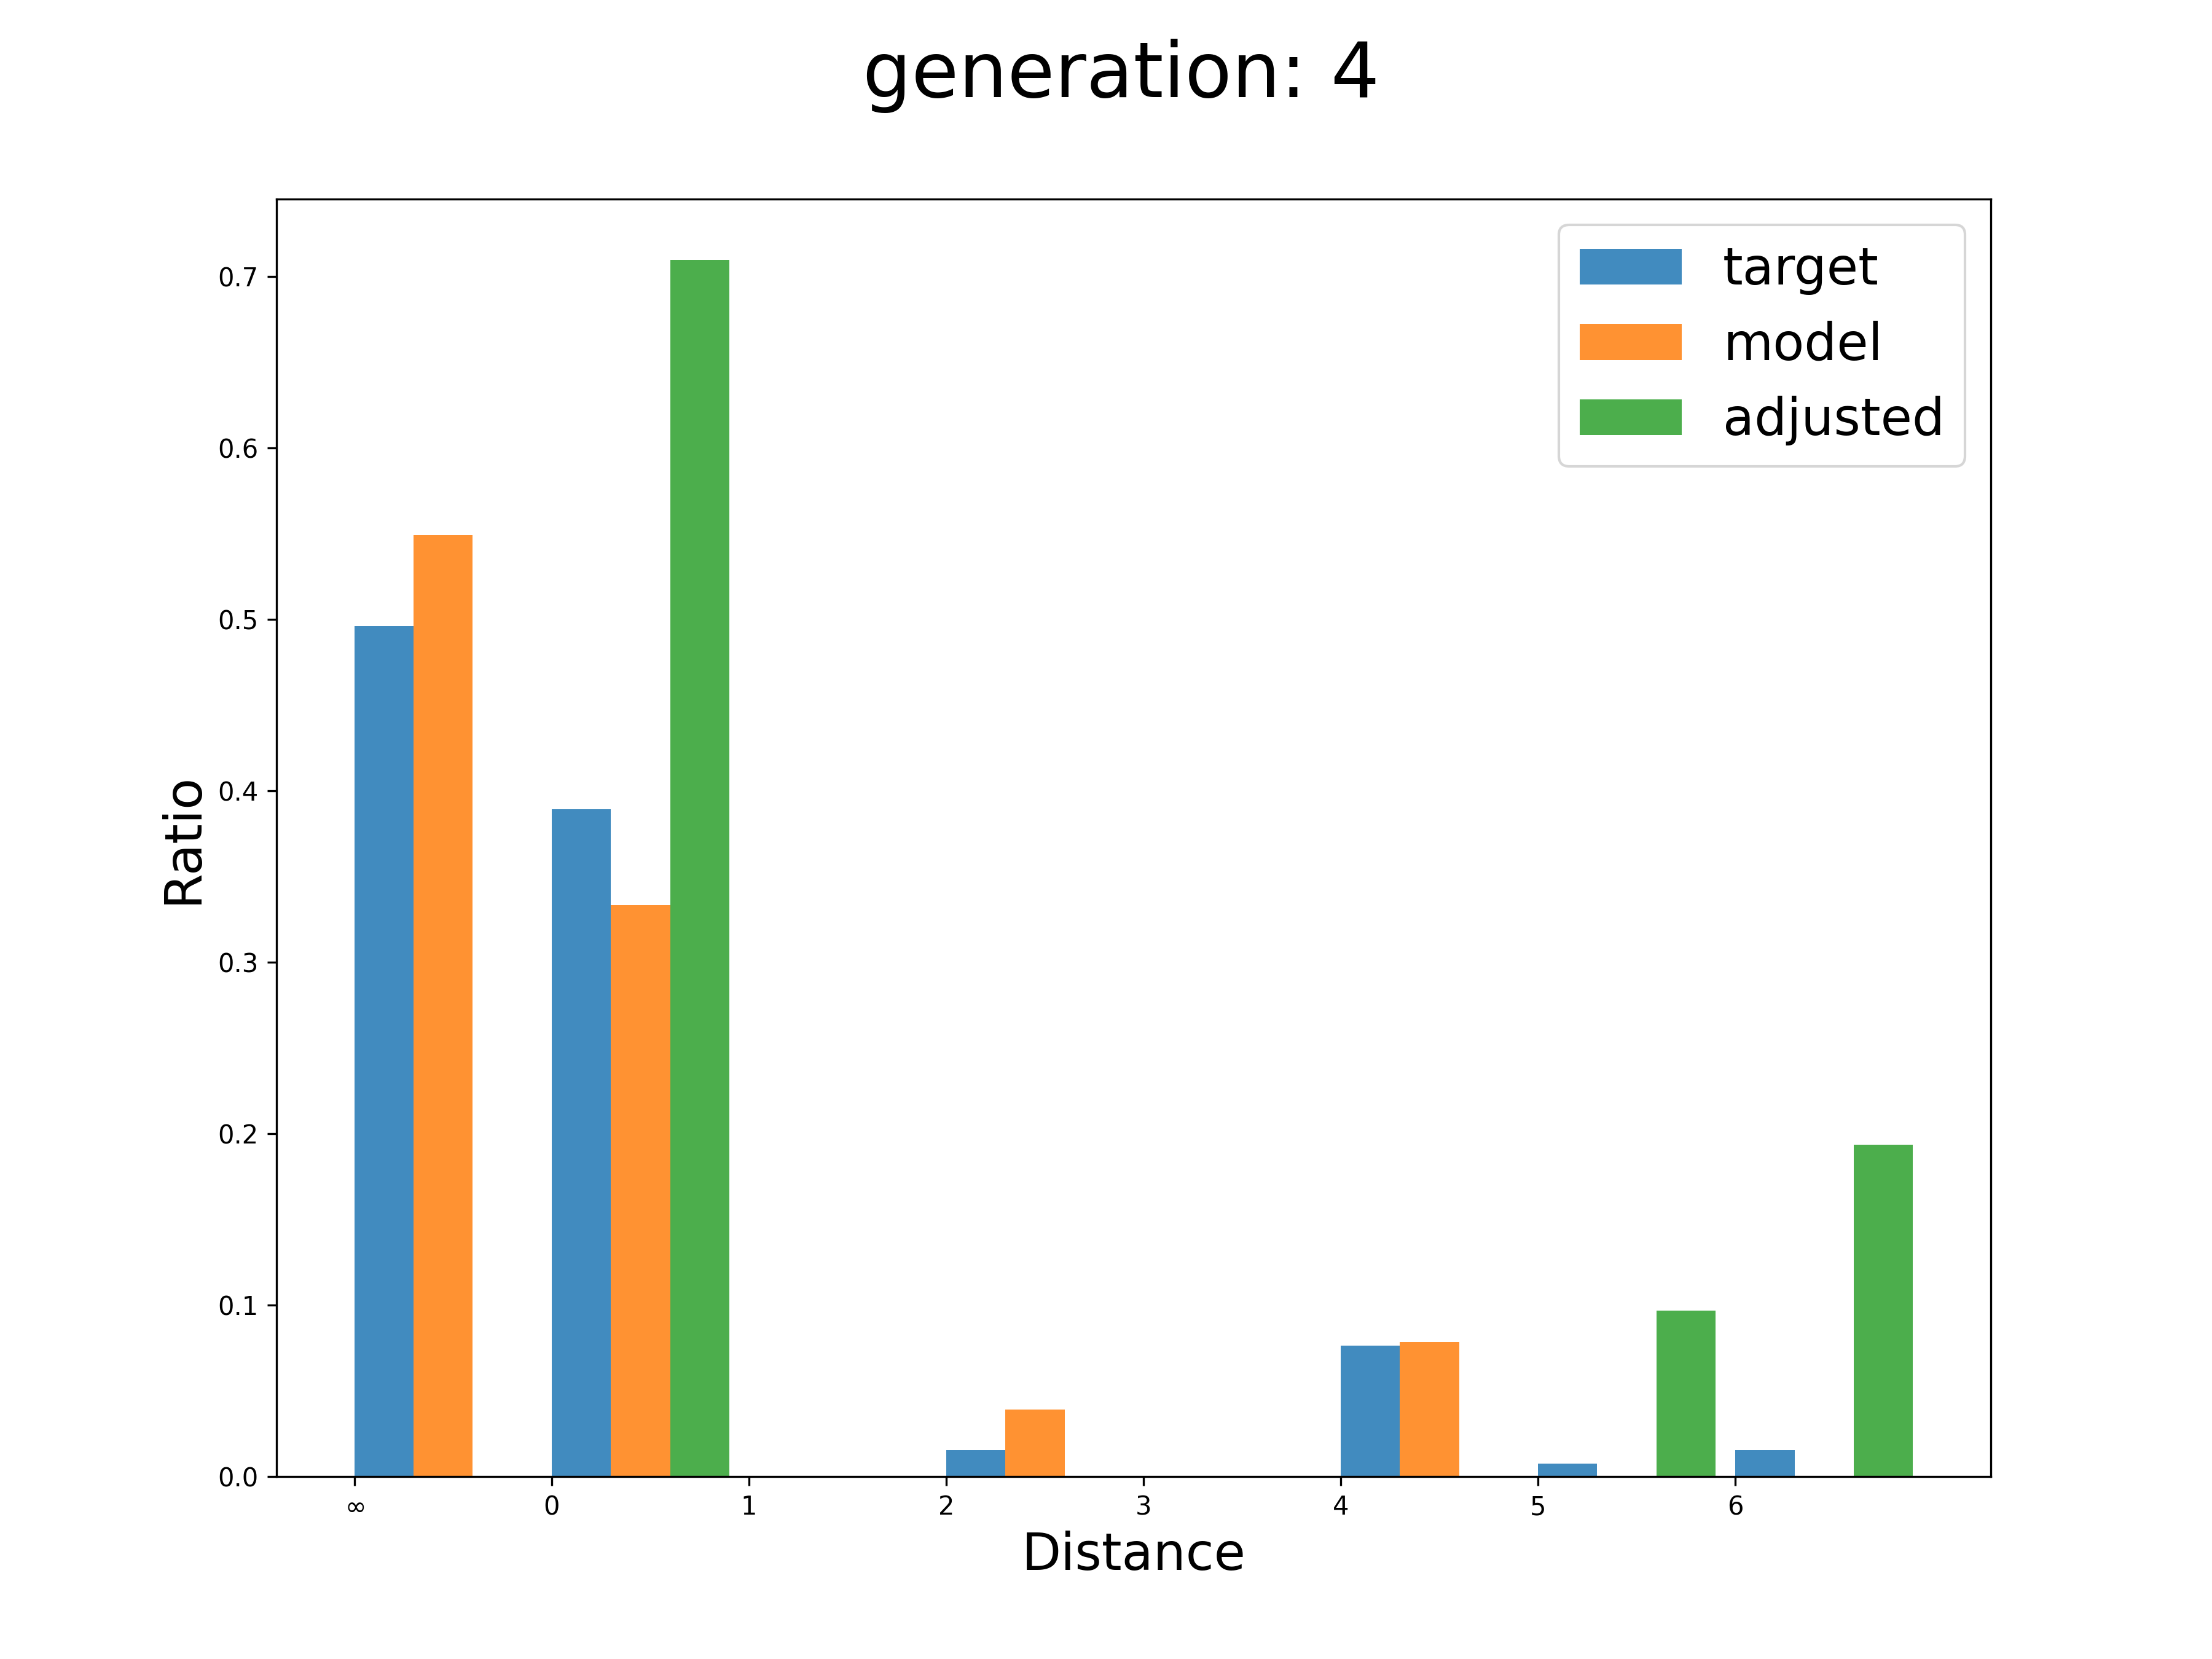 generation: 4
target
model
adjusted
Ratio
0.7
0.6
0.5
0.4
0.3
0.2
0.1
0.0
∞ 0 1 2 3 4 5 6
Distance